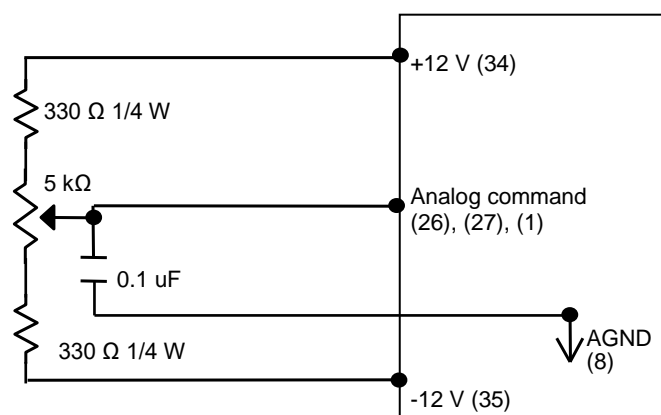 +12 V (34)
330 Ω 1/4 W
5 kΩ
Analog command
(26), (27), (1)
0.1 uF
330 Ω 1/4 W
AGND
(8)
-12 V (35)